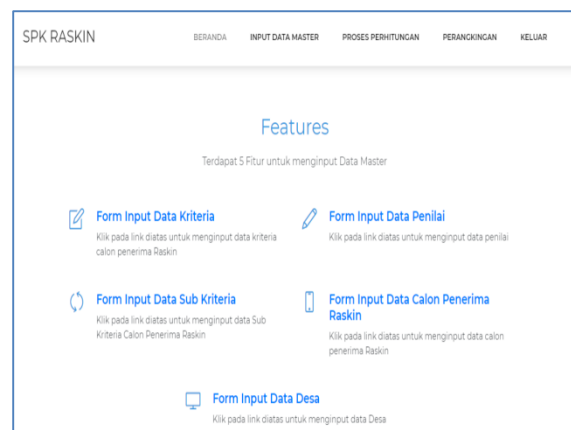 SPK RASKIN
BERANDA INPUT DATA MASTER PROSES PERHITUNGAN PERANGKINGAN KELUAR
Features
Terdapat 5 Fitur untuk menginput Data Master
Form Input Data Kriteria
Klik pada link diatas untuk menginput data kriteria
calon penerima Raskin
Form Input Data Penilai
Klik pada link diatas untuk menginput data penilai
Form Input Data Sub Kriteria
Klik pada link diatas untuk menginput data Sub
Kriteria Calon Penerima Raskin
Form Input Data Calon Penerima
Raskin
Klik pada link diatas untuk menginput data calon
penerima Raskin
Form Input Data Desa
Klik pada link diatas untuk menginput data Desa